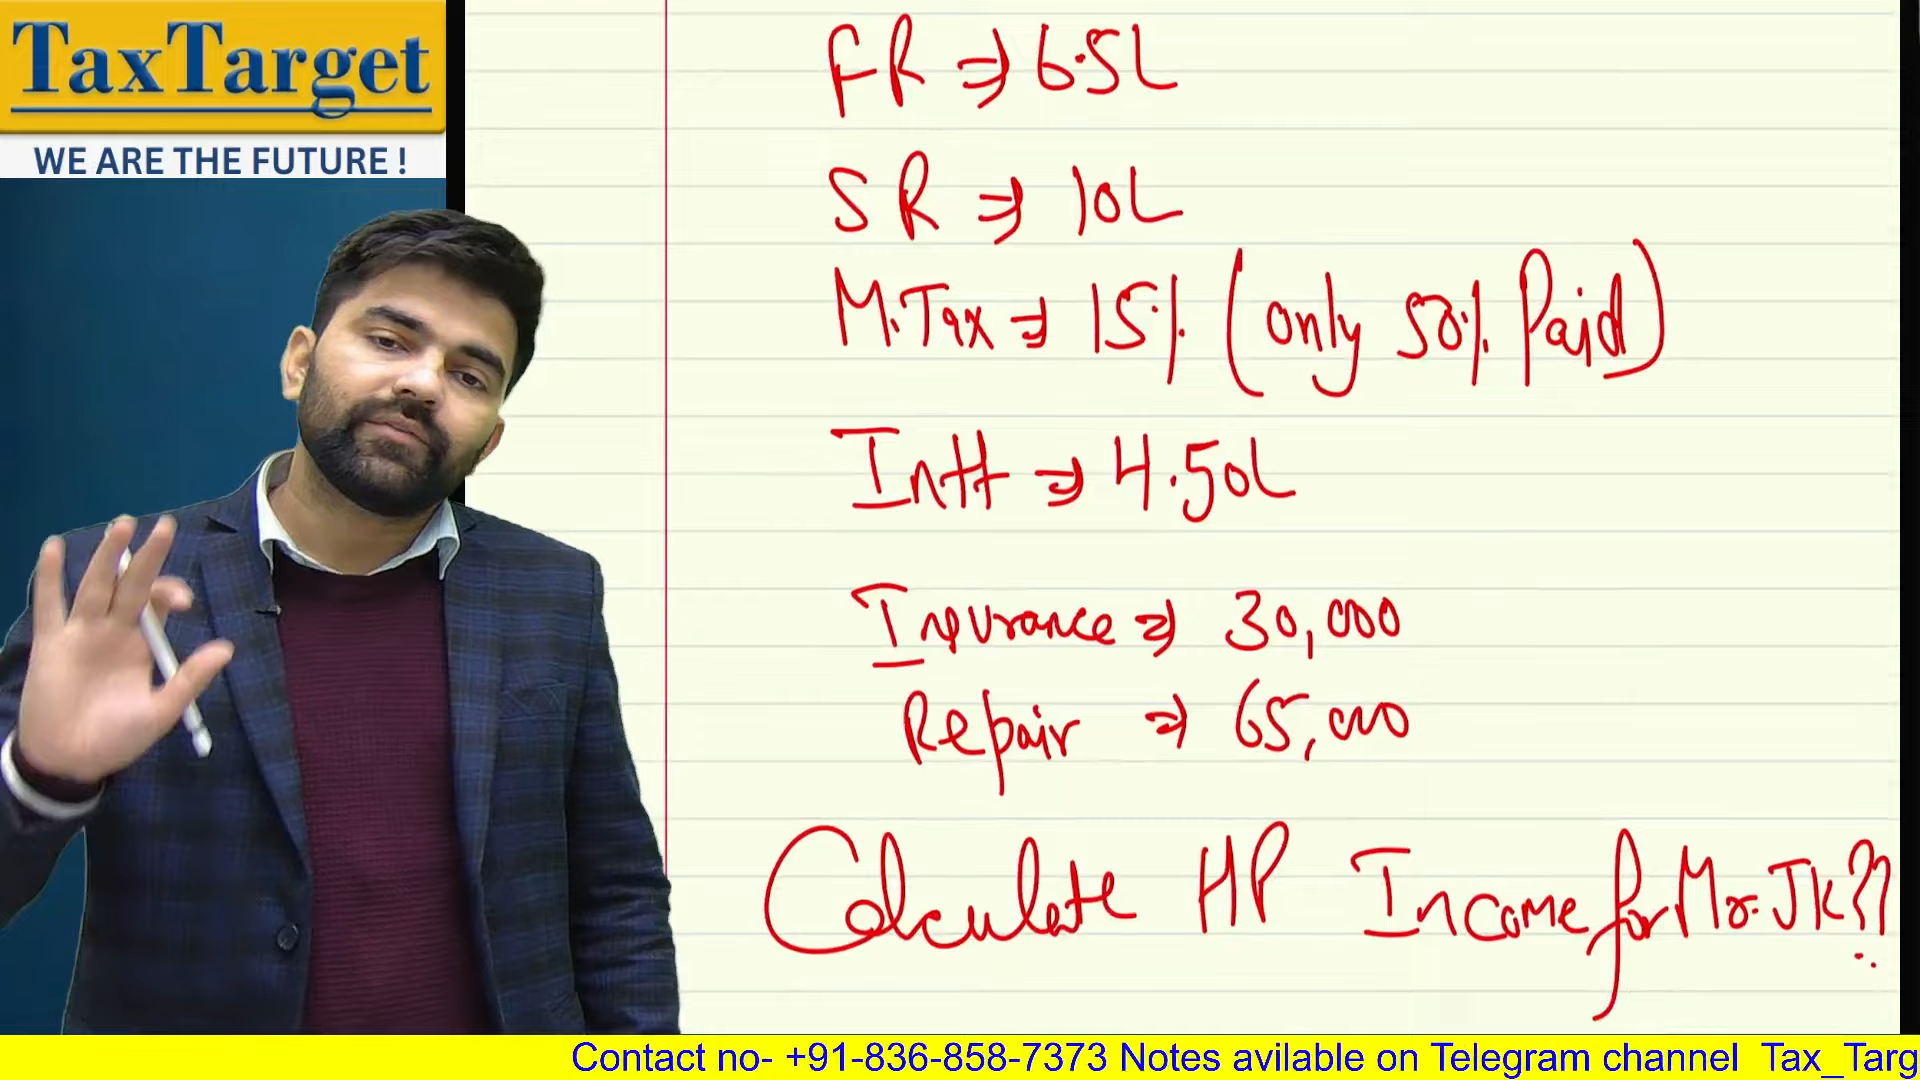 TaxTarget
WE ARE THE FUTURE !
FR ⇒ 6.5L
SR ⇒ 10L
M.Tax ⇒ 15% (only 50% Paid)
Intt ⇒ 4.50L
Insurance ⇒ 30,000
Repair ⇒ 65,000
Calculate HP Income for Mr. JK??
Contact no- +91-836-858-7373 Notes avilable on Telegram channel Tax_Targ